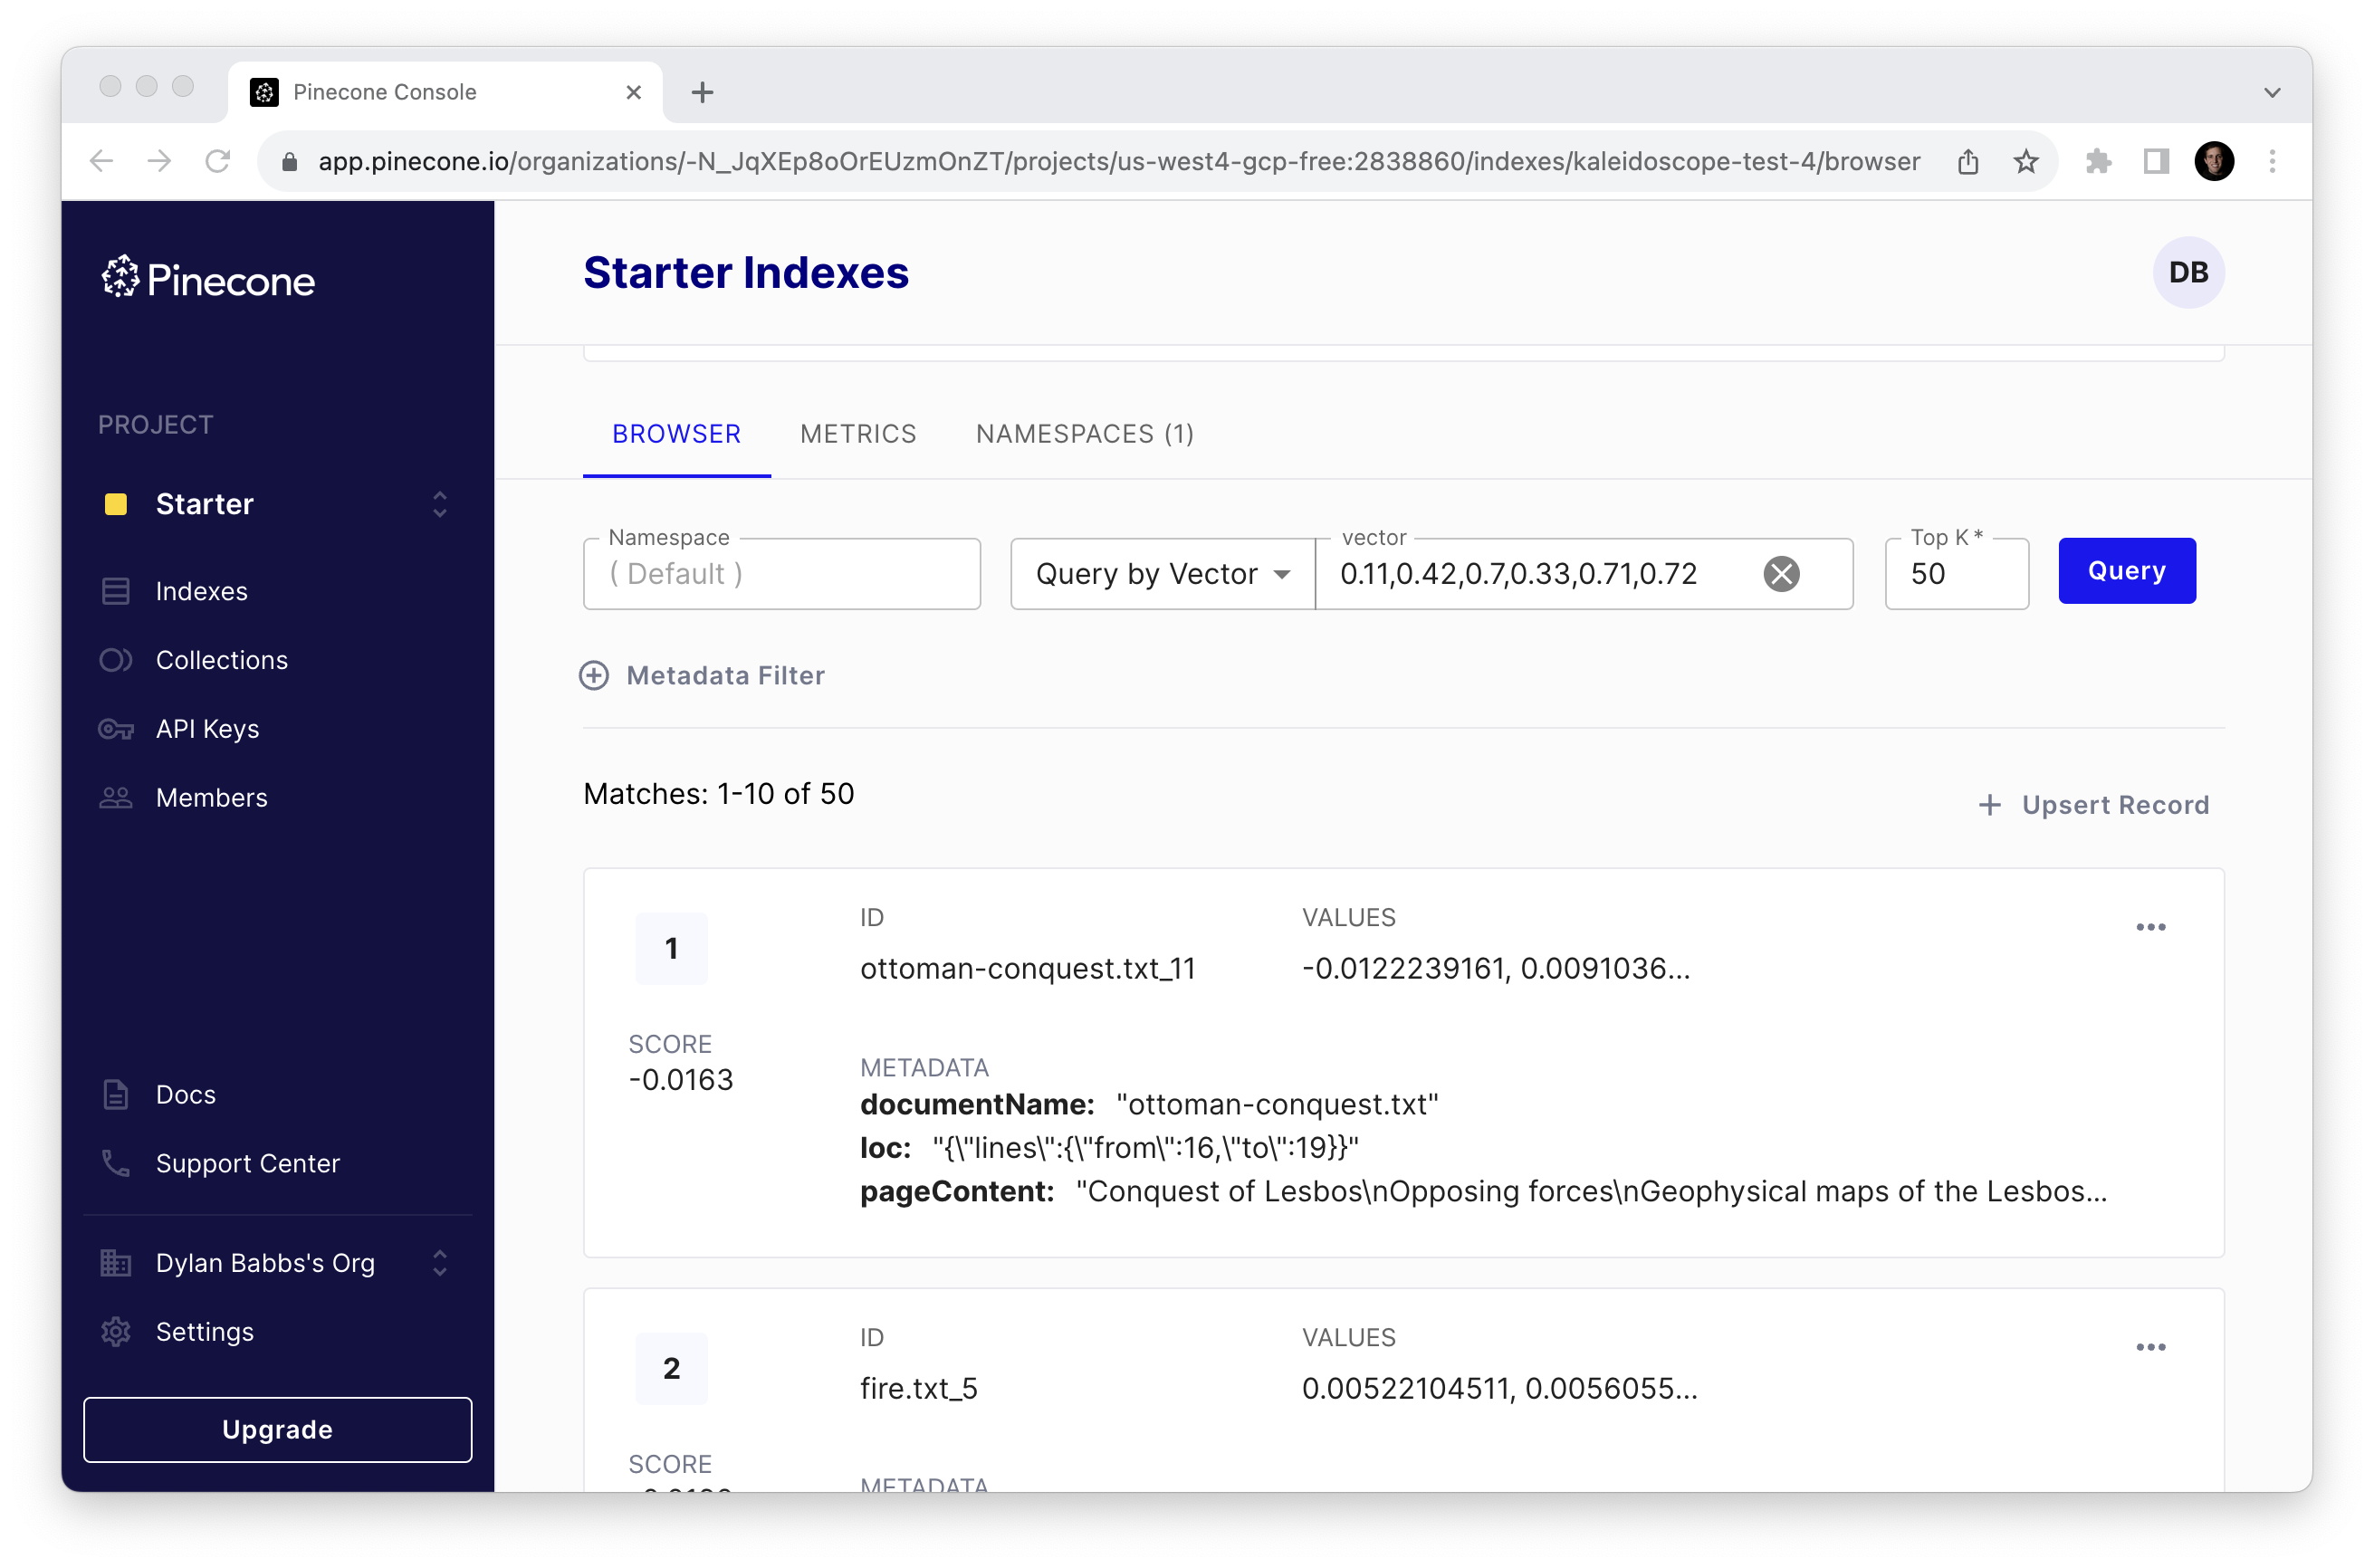 Pinecone Console
app.pinecone.io/organizations/-N_JqXEp8oOrEUzmOnZT/projects/us-west4-gcp-free:2838860/indexes/kaleidoscope-test-4/browser
Pinecone
PROJECT
Starter
Indexes
Collections
API Keys
Members
Docs
Support Center
Dylan Babbs's Org
Settings
Upgrade
Starter Indexes
DB
BROWSER METRICS NAMESPACES (1)
Namespace vector Top K *
( Default ) Query by Vector 0.11,0.42,0.7,0.33,0.71,0.72 50 Query
Metadata Filter
Matches: 1-10 of 50
Upsert Record
1
ID VALUES
ottoman-conquest.txt_11 -0.0122239161, 0.0091036...
SCORE
-0.0163
METADATA
documentName: "ottoman-conquest.txt"
loc: "{\"lines\":{\"from\":16,\"to\":19}}"
pageContent: "Conquest of Lesbos\nOpposing forces\nGeophysical maps of the Lesbos...
2
ID VALUES
fire.txt_5 0.00522104511, 0.0056055...
SCORE
METADATA